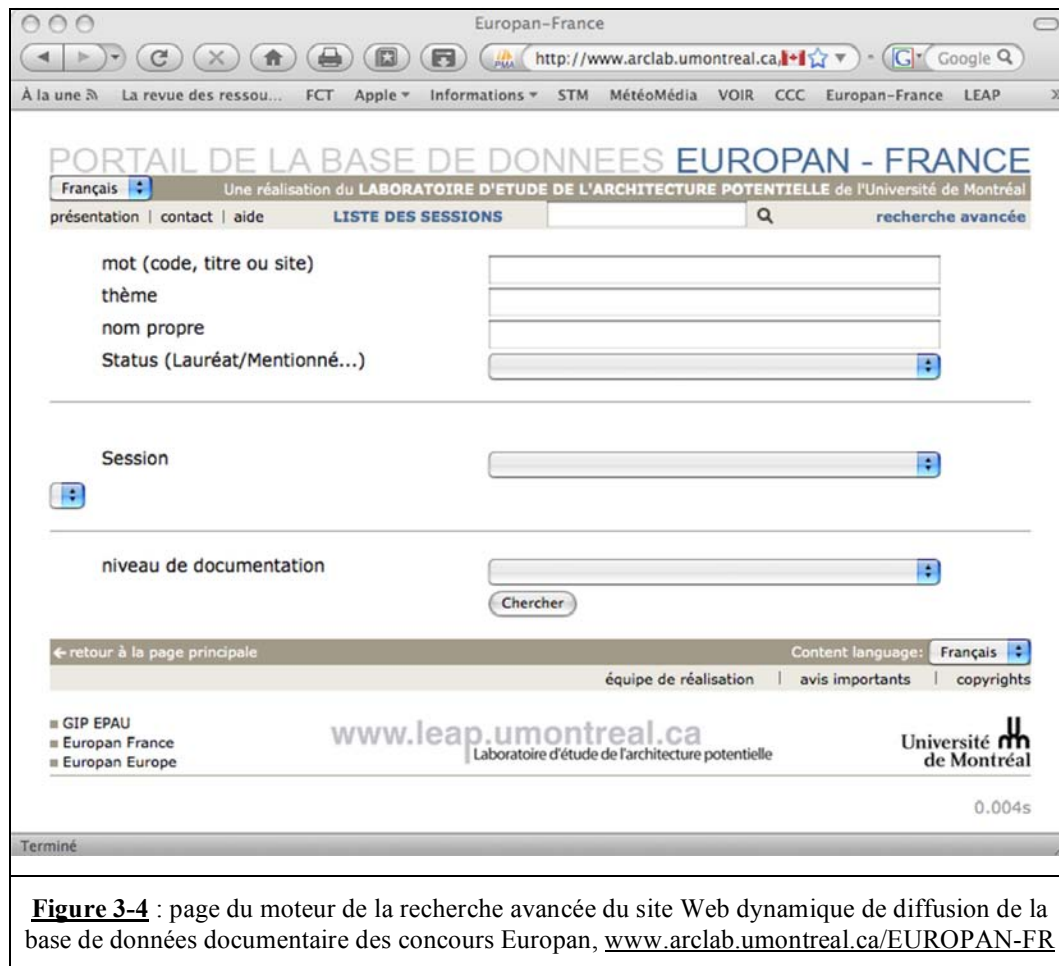 Europan-France
http://www.arclab.umontreal.ca/
Google
À la une La revue des ressou... FCT Apple Informations STM MétéoMédia VOIR CCC Europan-France LEAP »
PORTAIL DE LA BASE DE DONNEES EUROPAN - FRANCE
Français Une réalisation du LABORATOIRE D'ETUDE DE L'ARCHITECTURE POTENTIELLE de l'Université de Montréal
présentation | contact | aide LISTE DES SESSIONS recherche avancée
mot (code, titre ou site)
thème
nom propre
Status (Lauréat/Mentionné...)
Session
niveau de documentation
Chercher
←retour à la page principale Content language: Français
équipe de réalisation | avis importants | copyrights
GIP EPAU
Europan France
Europan Europe
www.leap.umontreal.ca
Laboratoire d'étude de l'architecture potentielle
Université
de Montréal
0.004s
Terminé
Figure 3-4 : page du moteur de la recherche avancée du site Web dynamique de diffusion de la
base de données documentaire des concours Europan, www.arclab.umontreal.ca/EUROPAN-FR